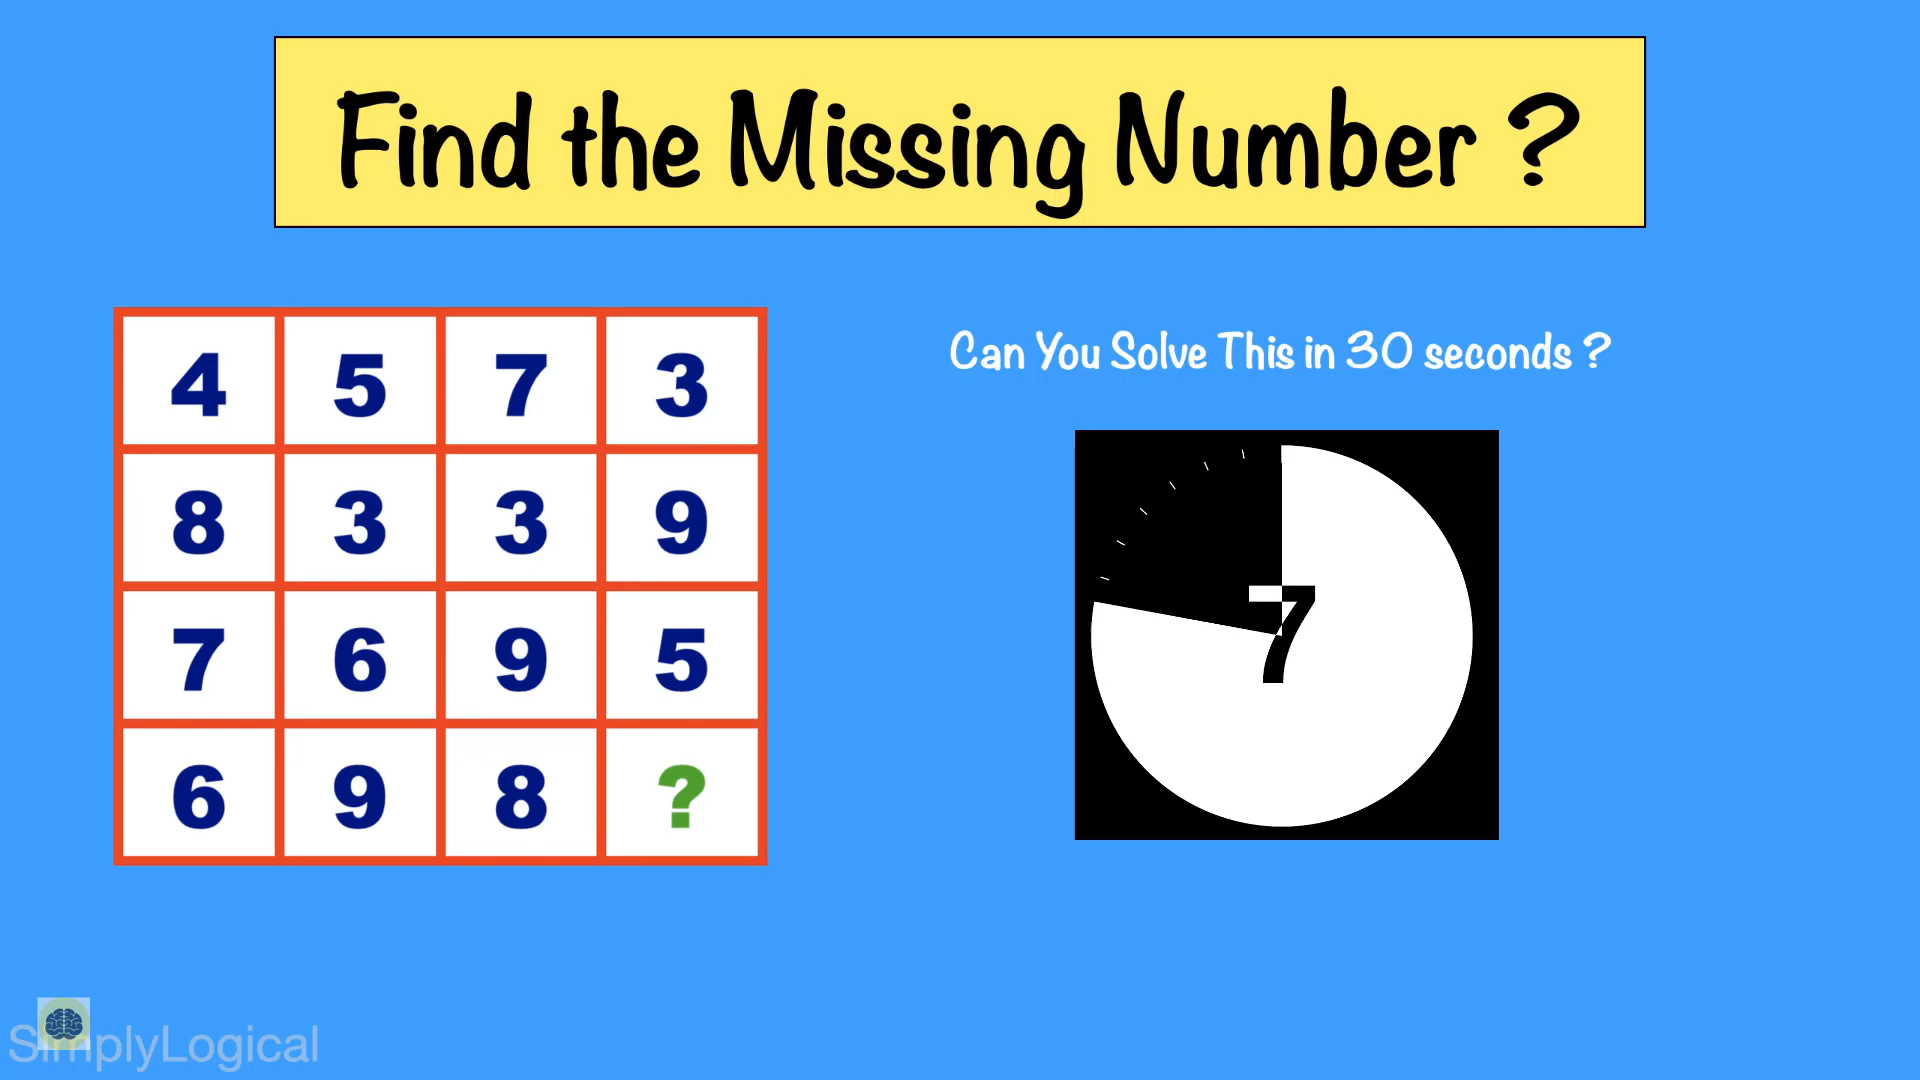 Find the Missing Number ?
Can You Solve This in 30 seconds ?
4 5 7 3
8 3 3 9
7 6 9 5
6 9 8 ?
7
SimplyLogical